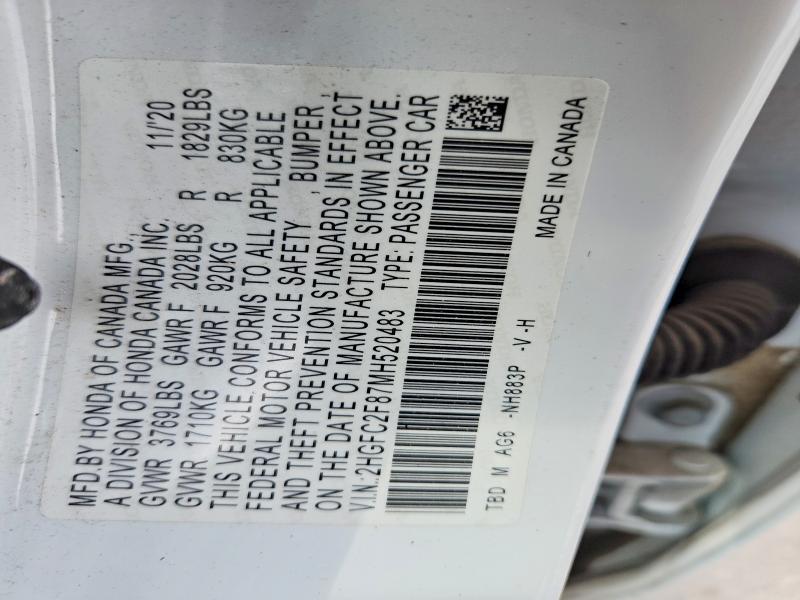 MFD.BY HONDA OF CANADA MFG.,
A DIVISION OF HONDA CANADA INC. 11/20
GVWR 3769LBS GAWR F 2028LBS R 1829LBS
GVWR 1710KG GAWR F 920KG R 830KG
THIS VEHICLE CONFORMS TO ALL APPLICABLE
FEDERAL MOTOR VEHICLE SAFETY , BUMPER ,
AND THEFT PREVENTION STANDARDS IN EFFECT
ON THE DATE OF MANUFACTURE SHOWN ABOVE.
V.I.N.:2HGFC2F87MH520483 TYPE: PASSENGER CAR
TBD M AG6 -NH883P -V -H
MADE IN CANADA